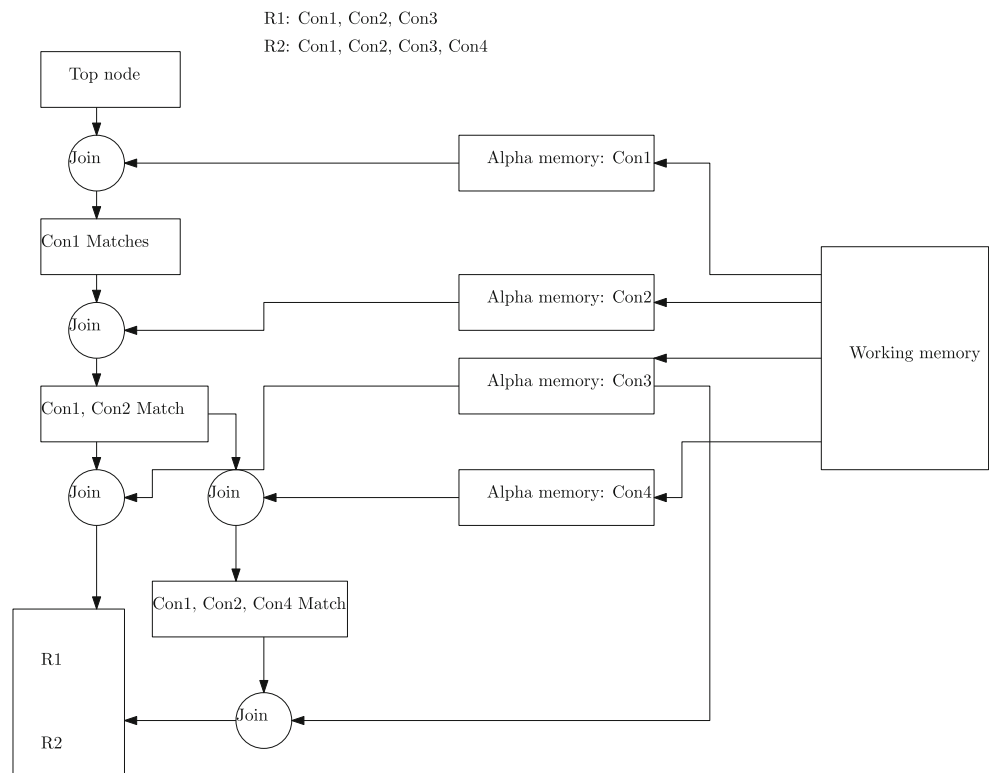 R1: Con1, Con2, Con3
R2: Con1, Con2, Con3, Con4
Top node
Join
Alpha memory: Con1
Con1 Matches
Alpha memory: Con2
Join
Working memory
Alpha memory: Con3
Con1, Con2 Match
Join
Join
Alpha memory: Con4
Con1, Con2, Con4 Match
R1
Join
R2